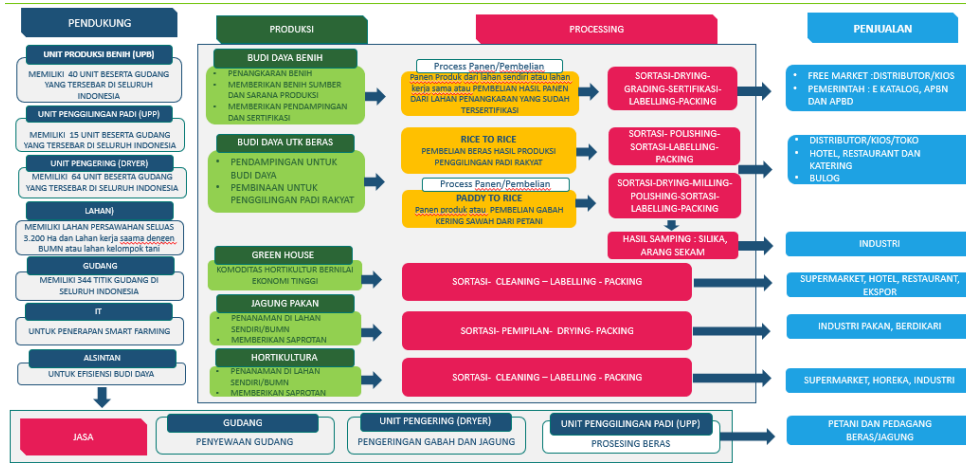 PENDUKUNG
UNIT PRODUKSI BENIH (UPB)
MEMILIKI 40 UNIT BESERTA GUDANG
YANG TERSEBAR DI SELURUH
INDONESIA
UNIT PENGGILINGAN PADI (UPP)
MEMILIKI 15 UNIT BESERTA GUDANG
YANG TERSEBAR DI SELURUH INDONESIA
UNIT PENGERING (DRYER)
MEMILIKI 64 UNIT BESERTA GUDANG
YANG TERSEBAR DI SELURUH INDONESIA
LAHAN)
MEMILIKI LAHAN PERSAWAHAN SELUAS
3.200 Ha dan Lahan kerja saama dengen
BUMN atau lahan kelompok tani
GUDANG
MEMILIKI 344 TITIK GUDANG DI
SELURUH INDONESIA
IT
UNTUK PENERAPAN SMART FARMING
ALSINTAN
UNTUK EFISIENSI BUDI DAYA
PRODUKSI
BUDI DAYA BENIH
• PENANGKARAN BENIH
• MEMBERIKAN BENIH SUMBER
DAN SARANA PRODUKSI
• MEMBERIKAN PENDAMPINGAN
DAN SERTIFIKASI
BUDI DAYA UTK BERAS
• PENDAMPINGAN UNTUK
BUDI DAYA
• PEMBINAAN UNTUK
PENGGILINGAN PADI RAKYAT
GREEN HOUSE
KOMODITAS HORTIKULTUR BERNILAI
EKONOMI TINGGI
JAGUNG PAKAN
• PENANAMAN DI LAHAN
SENDIRI/BUMN
• MEMBERIKAN SAPROTAN
HORTIKULTURA
• PENANAMAN DI LAHAN
SENDIRI/BUMN
• MEMBERIKAN SAPROTAN
PROCESSING
Process Panen/Pembelian
Panen Produk dari lahan sendiri atau lahan
kerja sama atau PEMBELIAN HASIL PANEN
DARI LAHAN PENANGKARAN YANG SUDAH
TERSERTIFIKASI
SORTASI-DRYING-
GRADING-SERTIFIKASI-
LABELLING-PACKING
RICE TO RICE
PEMBELIAN BERAS HASIL PRODUKSI
PENGGILINGAN PADI RAKYAT
SORTASI- POLISHING-
SORTASI-LABELLING-
PACKING
Process Panen/Pembelian
PADDY TO RICE
Panen produk atau PEMBELIAN GABAH
KERING SAWAH DARI PETANI
SORTASI-DRYING-MILLING-
POLISHING-SORTASI-
LABELLING-PACKING
HASIL SAMPING : SILIKA,
ARANG SEKAM
SORTASI- CLEANING – LABELLING - PACKING
SORTASI- PEMIPILAN- DRYING- PACKING
SORTASI- CLEANING – LABELLING - PACKING
PENJUALAN
• FREE MARKET :DISTRIBUTOR/KIOS
• PEMERINTAH : E KATALOG, APBN
DAN APBD
• DISTRIBUTOR/KIOS/TOKO
• HOTEL, RESTAURANT DAN
KATERING
• BULOG
INDUSTRI
SUPERMARKET, HOTEL, RESTAURANT,
EKSPOR
INDUSTRI PAKAN, BERDIKARI
SUPERMARKET, HOREKA, INDUSTRI
JASA
GUDANG
PENYEWAAN GUDANG
UNIT PENGERING (DRYER)
PENGERINGAN GABAH DAN JAGUNG
UNIT PENGGILINGAN PADI (UPP)
PROSESING BERAS
PETANI DAN PEDAGANG
BERAS/JAGUNG